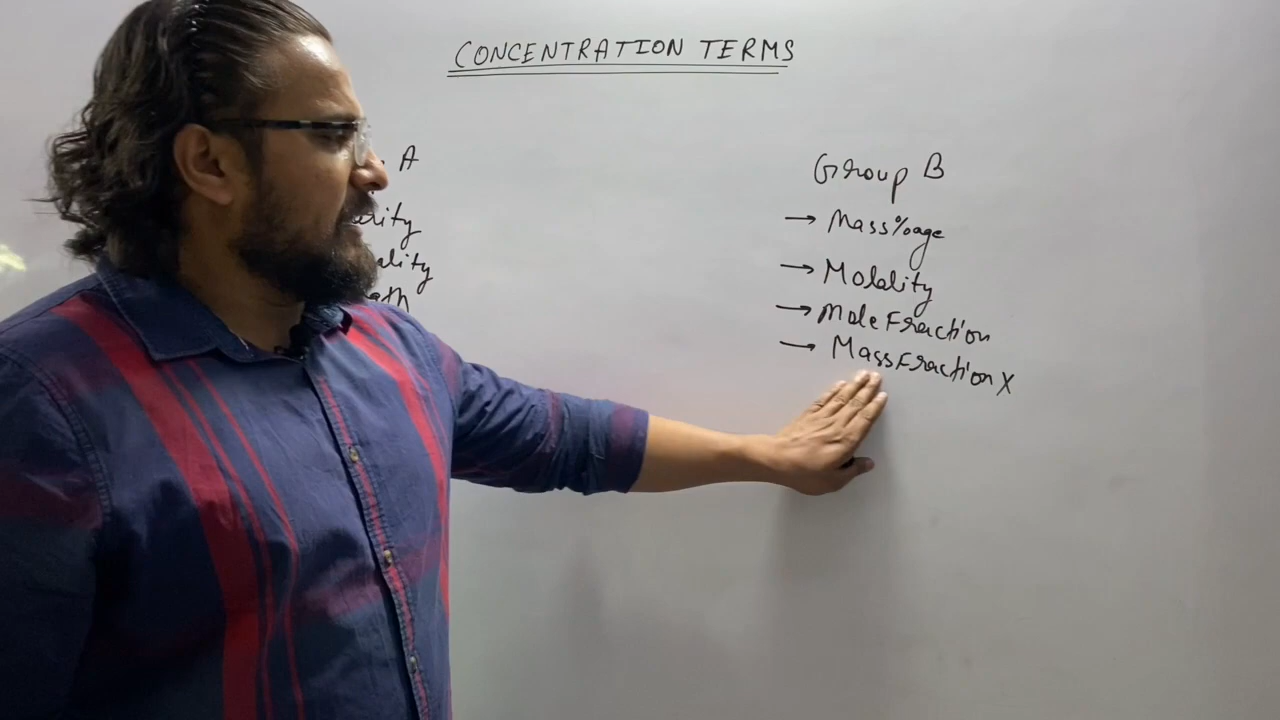 CONCENTRATION TERMS
A
Group B
→ Mass%age
→ Molality
→ Mole Fraction
→ Mass Fraction X